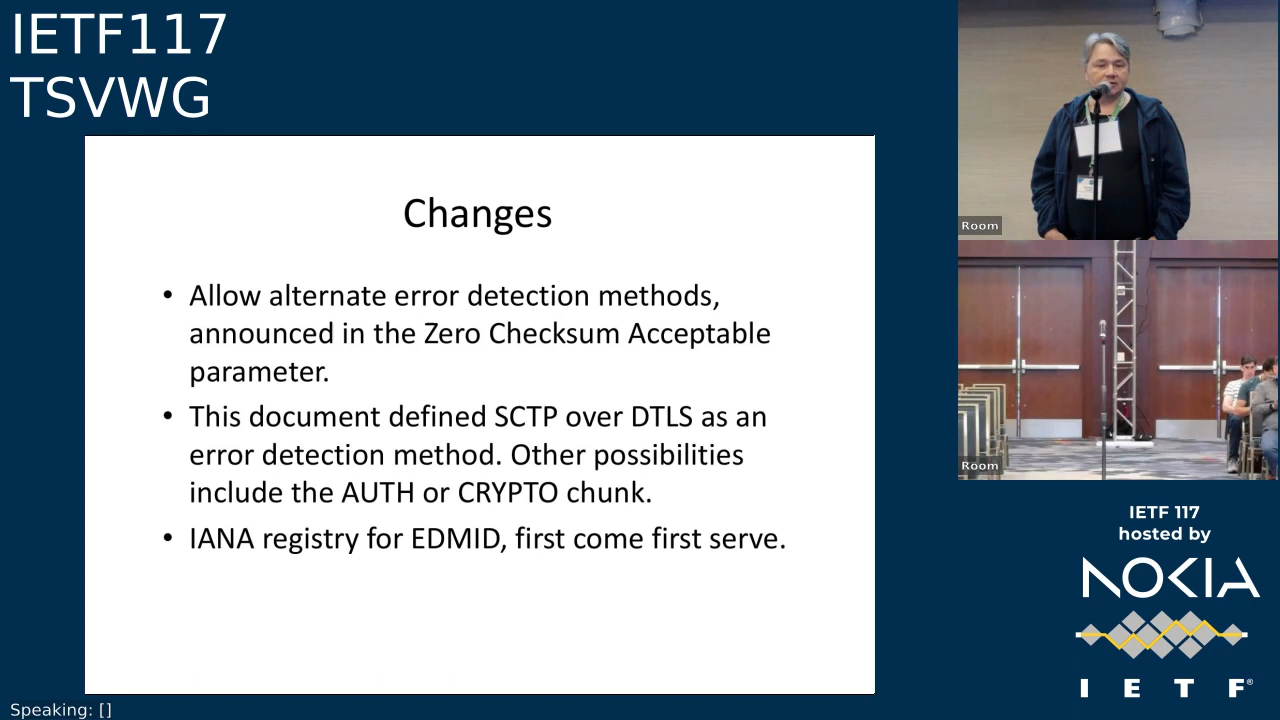 IETF117
TSVWG
Changes
• Allow alternate error detection methods,
announced in the Zero Checksum Acceptable
parameter.
• This document defined SCTP over DTLS as an
error detection method. Other possibilities
include the AUTH or CRYPTO chunk.
• IANA registry for EDMID, first come first serve.
Room
Room
IETF 117
hosted by
NOKIA
I E T F®
Speaking: []